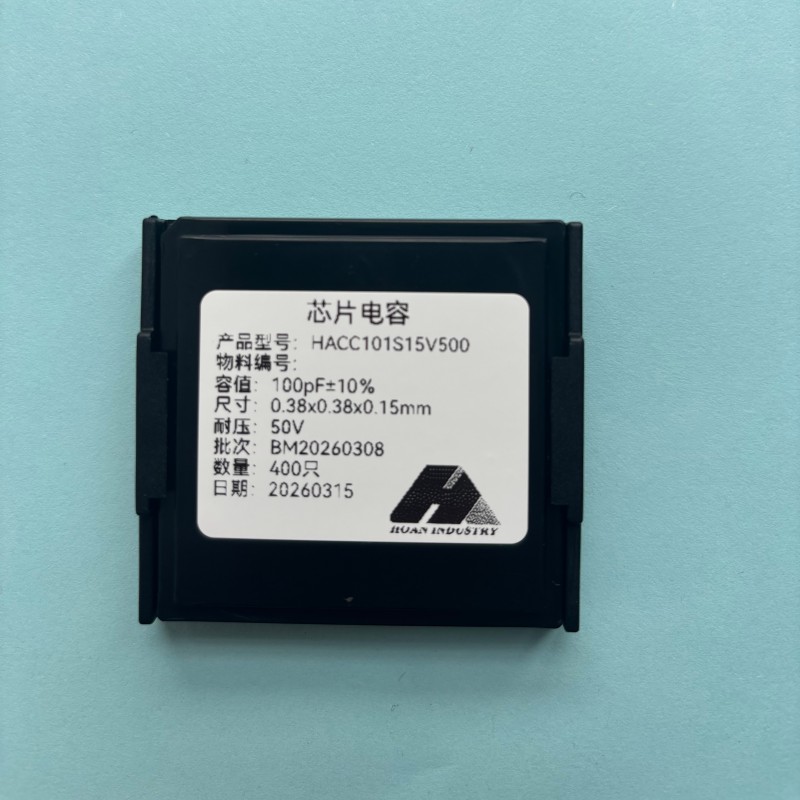 芯片电容
产品型号: HACC101S15V500
物料编号:
容值: 100pF±10%
尺寸: 0.38x0.38x0.15mm
耐压: 50V
批次: BM20260308
数量: 400只
日期: 20260315
HOAN INDUSTRY